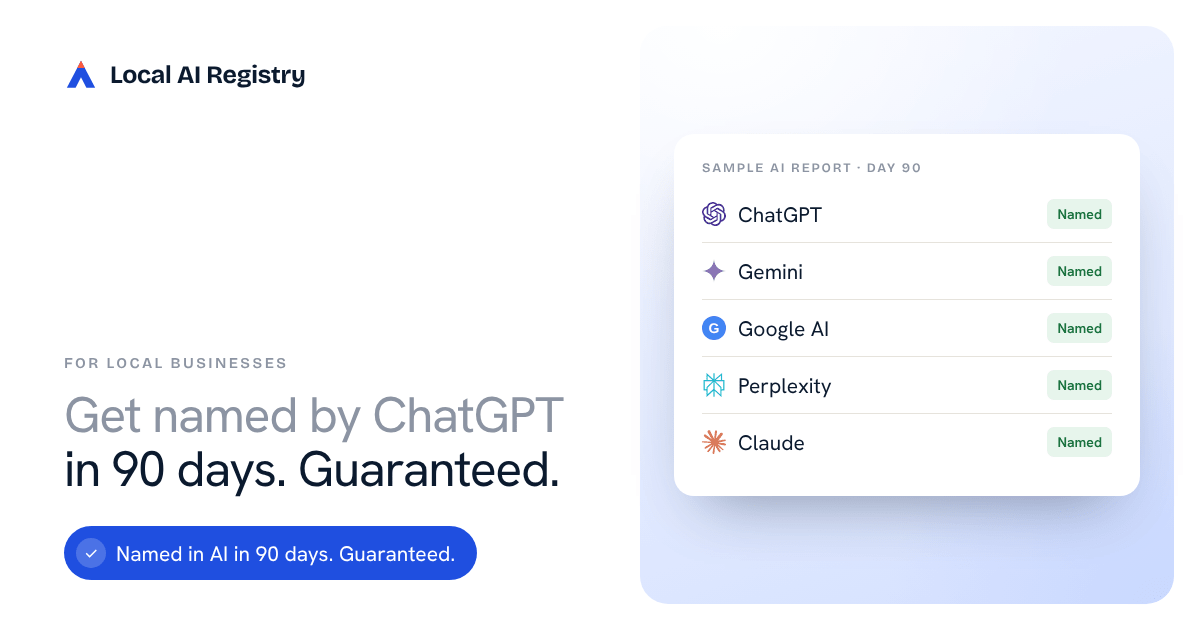 Local AI Registry
FOR LOCAL BUSINESSES
Get named by ChatGPT
in 90 days. Guaranteed.
Named in AI in 90 days. Guaranteed.
SAMPLE AI REPORT · DAY 90
ChatGPT Named
Gemini Named
G Google AI Named
Perplexity Named
Claude Named